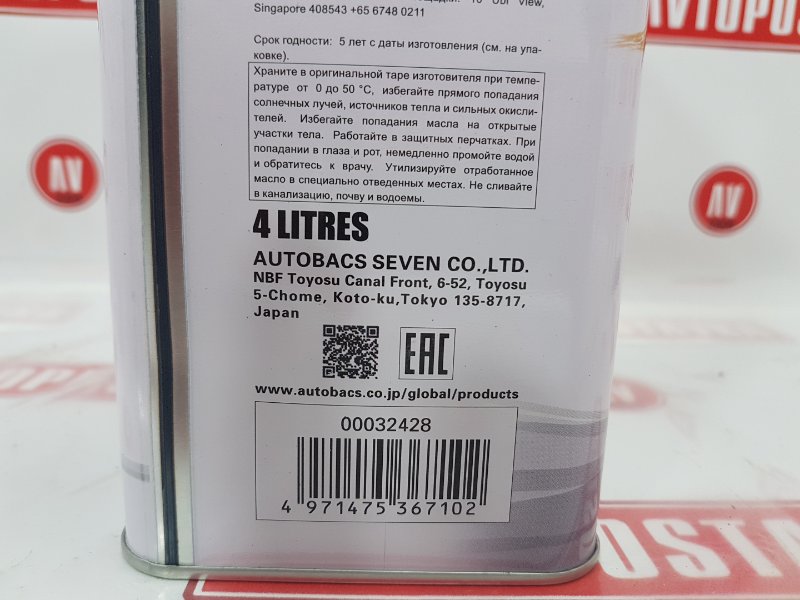 Singapore 408543 +65 6748 0211
Срок годности: 5 лет с даты изготовления (см. на упа-
ковке).
Храните в оригинальной таре изготовителя при темпе-
ратуре от 0 до 50 °C, избегайте прямого попадания
солнечных лучей, источников тепла и сильных окисли-
телей. Избегайте попадания масла на открытые
участки тела. Работайте в защитных перчатках. При
попадании в глаза и рот, немедленно промойте водой
и обратитесь к врачу. Утилизируйте отработанное
масло в специально отведенных местах. Не сливайте
в канализацию, почву и водоемы.
4 LITRES
AUTOBACS SEVEN CO.,LTD.
NBF Toyosu Canal Front, 6-52, Toyosu
5-Chome, Koto-ku,Tokyo 135-8717,
Japan
EAC
www.autobacs.co.jp/global/products
00032428
4 971475 367102
AV
AV